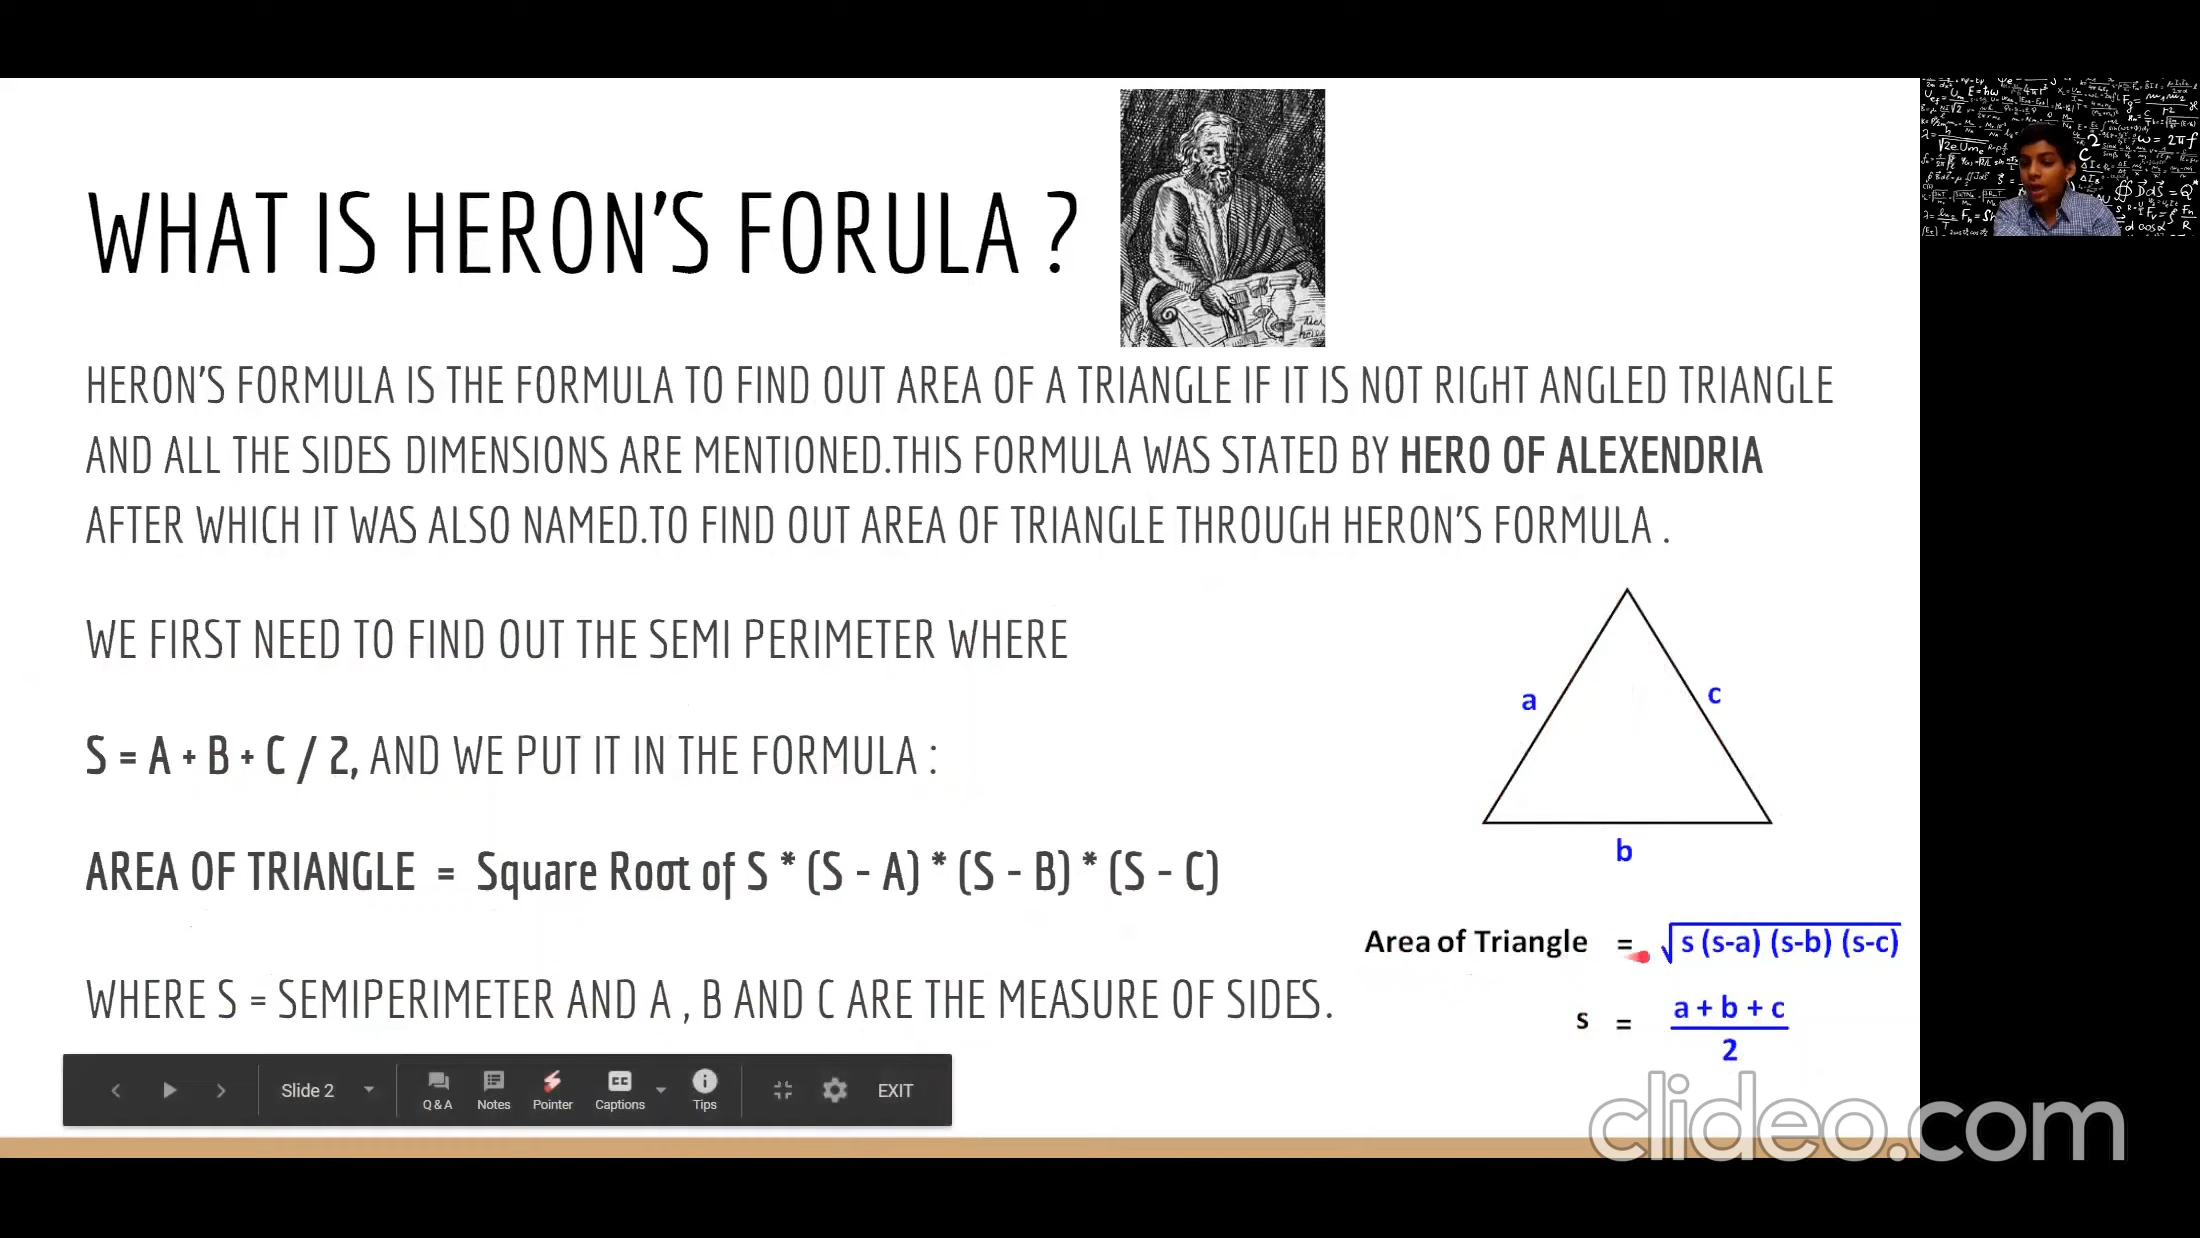 WHAT IS HERON'S FORULA ?
HERON'S FORMULA IS THE FORMULA TO FIND OUT AREA OF A TRIANGLE IF IT IS NOT RIGHT ANGLED TRIANGLE
AND ALL THE SIDES DIMENSIONS ARE MENTIONED.THIS FORMULA WAS STATED BY HERO OF ALEXENDRIA
AFTER WHICH IT WAS ALSO NAMED.TO FIND OUT AREA OF TRIANGLE THROUGH HERON'S FORMULA .
WE FIRST NEED TO FIND OUT THE SEMI PERIMETER WHERE
S = A + B + C / 2, AND WE PUT IT IN THE FORMULA :
AREA OF TRIANGLE = Square Root of S * (S - A) * (S - B) * (S - C)
WHERE S = SEMIPERIMETER AND A , B AND C ARE THE MEASURE OF SIDES.
a
c
b
Area of Triangle = √s (s-a) (s-b) (s-c)
s = a + b + c
2
Slide 2
Q & A
Notes
Pointer
CC
Captions
Tips
EXIT
clideo.com